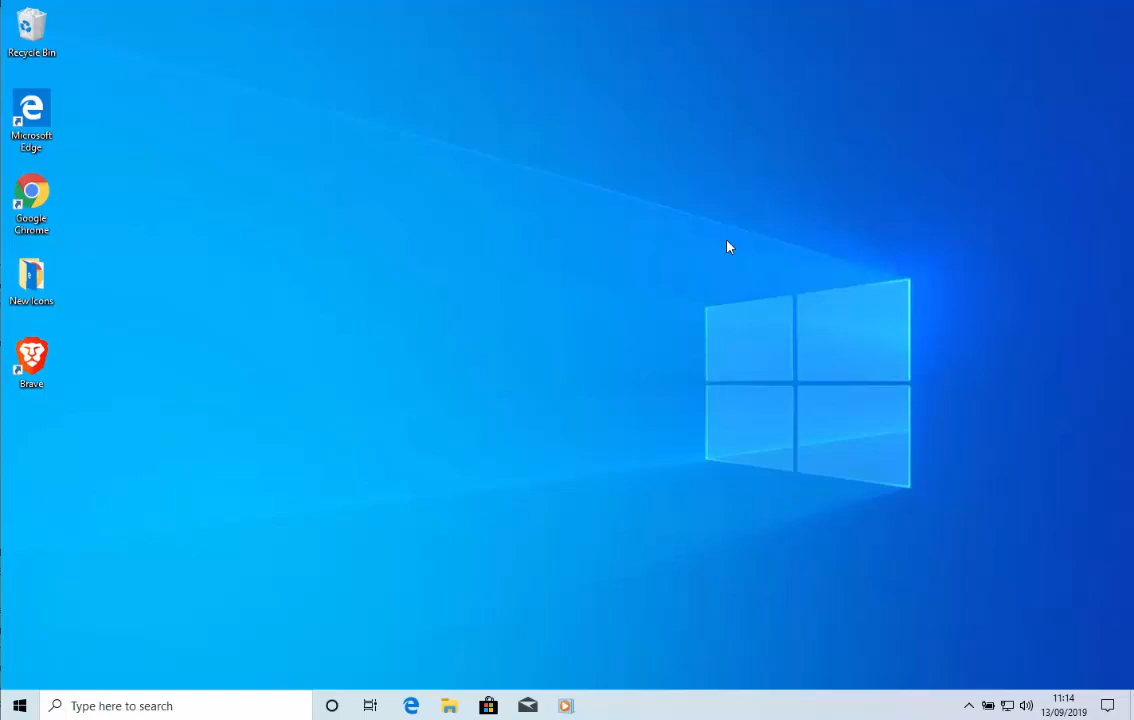 Recycle Bin
Microsoft
Edge
Google
Chrome
New Icons
Brave
Type here to search
11:14
13/09/2019